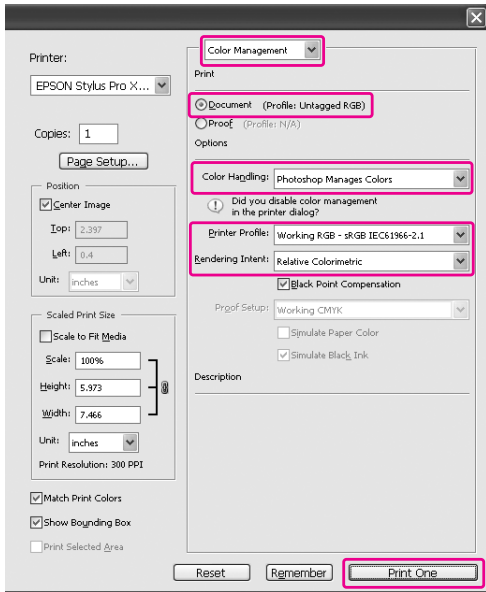 Printer:
EPSON Stylus Pro X...
Copies: 1
Page Setup...
Position
Center Image
Top: 2.397
Left: 0.4
Unit: inches
Scaled Print Size
Scale to Fit Media
Scale: 100%
Height: 5.973
Width: 7.466
Unit: inches
Print Resolution: 300 PPI
Match Print Colors
Show Bounding Box
Print Selected Area
Color Management
Print
Document (Profile: Untagged RGB)
Proof (Profile: N/A)
Options
Color Handling: Photoshop Manages Colors
Did you disable color management
in the printer dialog?
Printer Profile: Working RGB - sRGB IEC61966-2.1
Rendering Intent: Relative Colorimetric
Black Point Compensation
Proof Setup: Working CMYK
Simulate Paper Color
Simulate Black Ink
Description
Reset Remember Print One